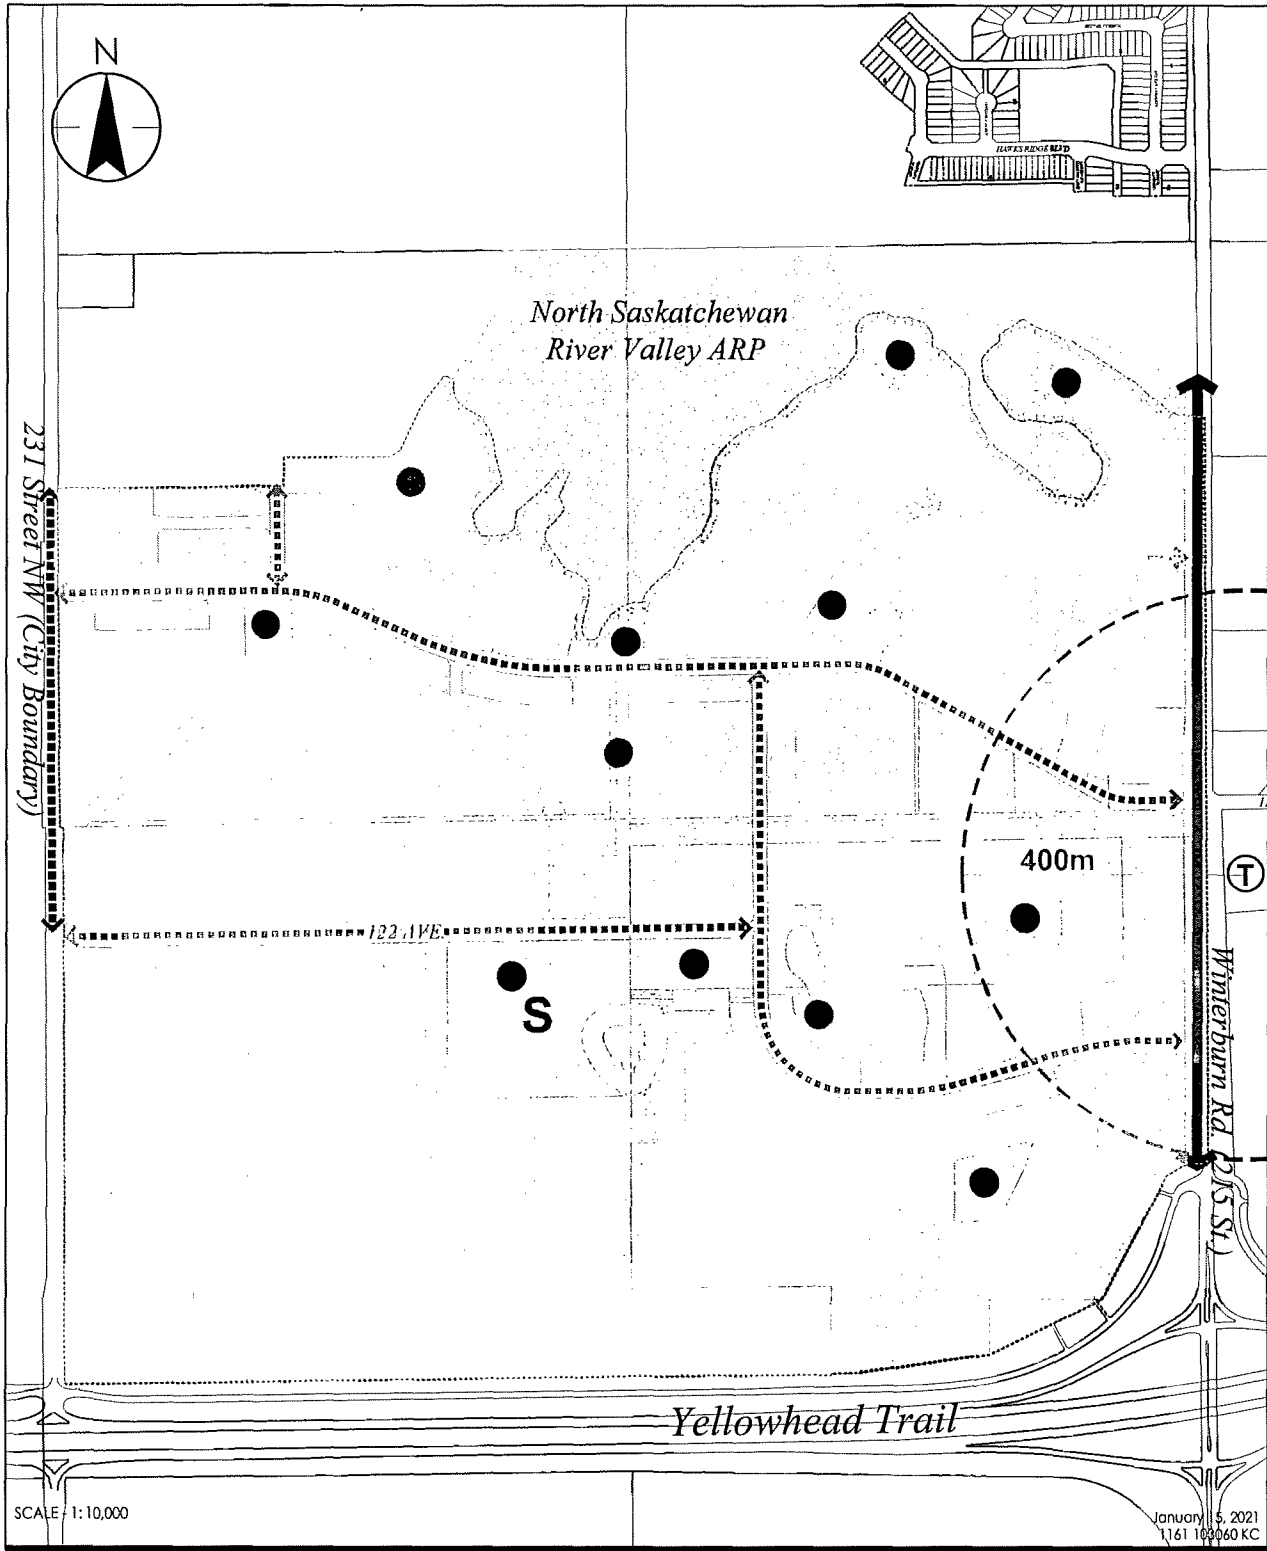 N
HAWKS RIDGE BLVD
North Saskatchewan
River Valley ARP
231 Street NW (City Boundary)
400m
T
122 AVE
S
Winterburn Rd. (215 St.)
Yellowhead Trail
SCALE - 1:10,000
January 15, 2021
1161 103060 KC